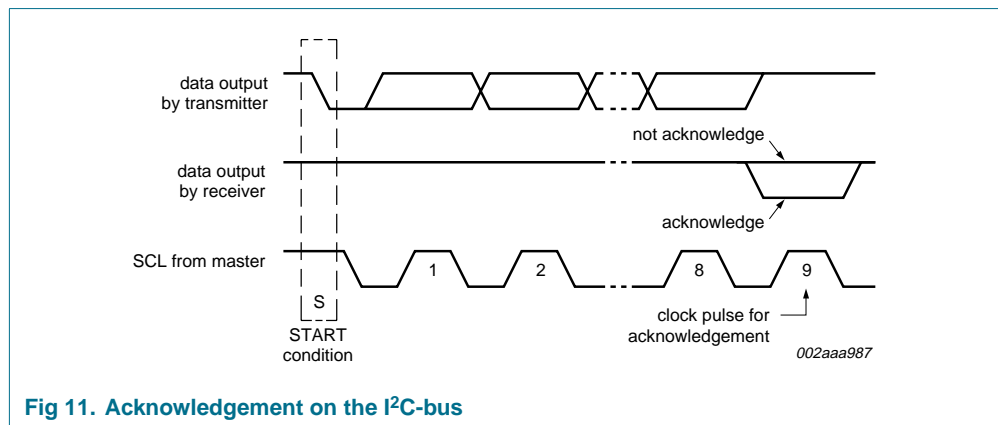 data output
by transmitter
not acknowledge
data output
by receiver
acknowledge
SCL from master
1
2
8
9
S
START
condition
clock pulse for
acknowledgement
002aaa987
Fig 11. Acknowledgement on the I²C-bus